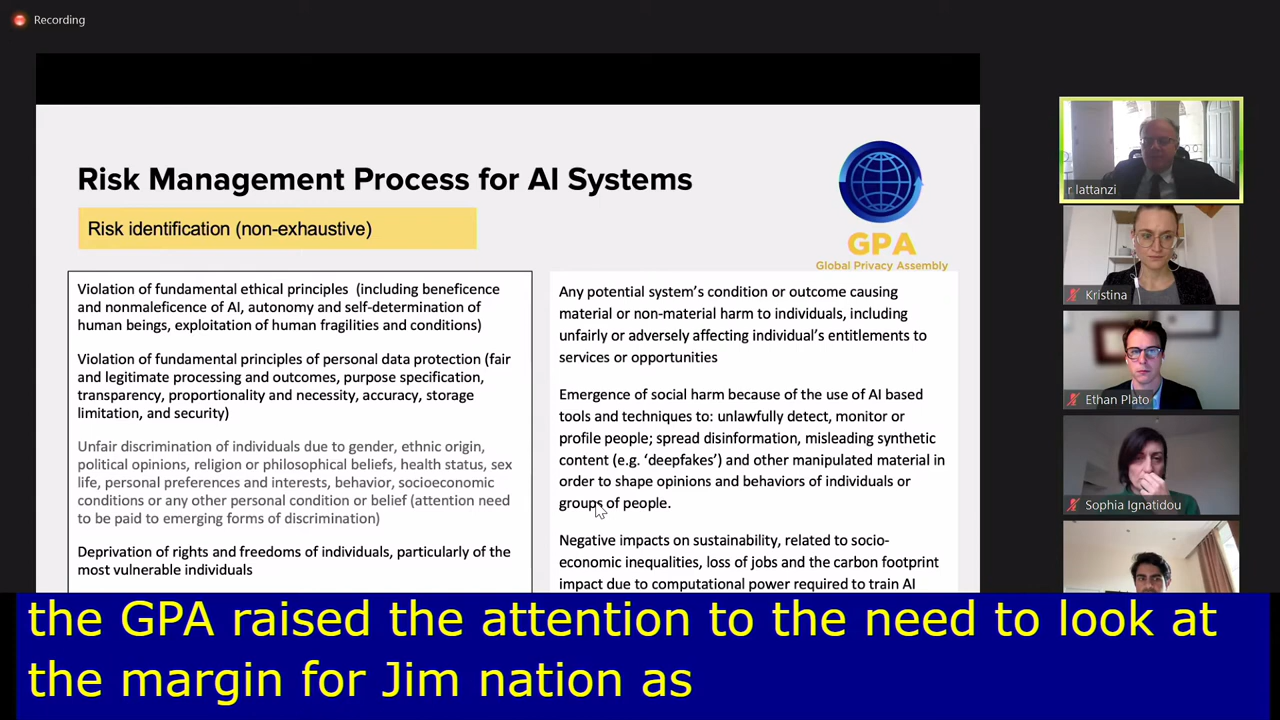 Recording
Risk Management Process for AI Systems
Risk identification (non-exhaustive)
GPA
Global Privacy Assembly
Violation of fundamental ethical principles (including beneficence
and nonmaleficence of AI, autonomy and self-determination of
human beings, exploitation of human fragilities and conditions)
Violation of fundamental principles of personal data protection (fair
and legitimate processing and outcomes, purpose specification,
transparency, proportionality and necessity, accuracy, storage
limitation, and security)
Unfair discrimination of individuals due to gender, ethnic origin,
political opinions, religion or philosophical beliefs, health status, sex
life, personal preferences and interests, behavior, socioeconomic
conditions or any other personal condition or belief (attention need
to be paid to emerging forms of discrimination)
Deprivation of rights and freedoms of individuals, particularly of the
most vulnerable individuals
Any potential system's condition or outcome causing
material or non-material harm to individuals, including
unfairly or adversely affecting individual's entitlements to
services or opportunities
Emergence of social harm because of the use of AI based
tools and techniques to: unlawfully detect, monitor or
profile people; spread disinformation, misleading synthetic
content (e.g. 'deepfakes') and other manipulated material in
order to shape opinions and behaviors of individuals or
groups of people.
Negative impacts on sustainability, related to socio-
economic inequalities, loss of jobs and the carbon footprint
impact due to computational power required to train AI
r lattanzi
Kristina
Ethan Plato
Sophia Ignatidou
the GPA raised the attention to the need to look at
the margin for Jim nation as